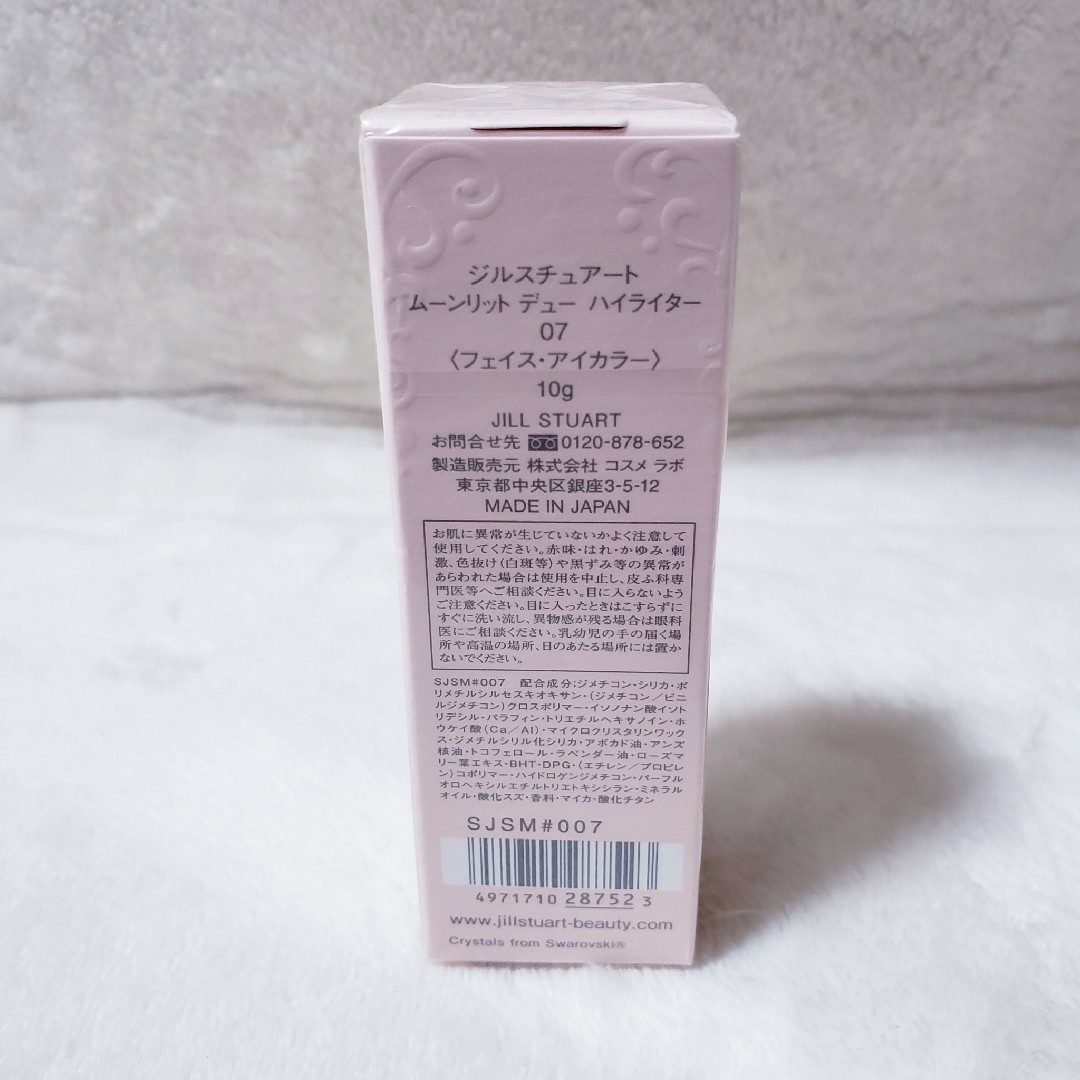 ジルスチュアート
ムーンリット デュー ハイライター
07
〈フェイス・アイカラー〉
10g
JILL STUART
お問合せ先 0120-878-652
製造販売元 株式会社 コスメ ラボ
東京都中央区銀座3-5-12
MADE IN JAPAN
お肌に異常が生じていないかよく注意して
使用してください。赤味・はれ・かゆみ・刺
激、色抜け(白斑等)や黒ずみ等の異常が
あらわれた場合は使用を中止し、皮ふ科専
門医等へご相談ください。目に入らないよう
ご注意ください。目に入ったときはこすらずに
すぐに洗い流し、異物感が残る場合は眼科
医にご相談ください。乳幼児の手の届く場
所や高温の場所、日のあたる場所には置か
ないでください。
SJSM#007 配合成分;ジメチコン・シリカ・ポ
リメチルシルセスキオキサン・(ジメチコン/ビニ
ルジメチコン)クロスポリマー・イソノナン酸イソト
リデシル・パラフィン・トリエチルヘキサノイン・ホ
ウケイ酸(Ca/Al)・マイクロクリスタリンワック
ス・ジメチルシリル化シリカ・アボカド油・アンズ
核油・トコフェロール・ラベンダー油・ローズマ
リー葉エキス・BHT・DPG・(エチレン/プロピレ
ン)コポリマー・ハイドロゲンジメチコン・パーフル
オロヘキシルエチルトリエトキシシラン・ミネラル
オイル・酸化スズ・香料・マイカ・酸化チタン
SJSM#007
4971710 287523
www.jillstuart-beauty.com
Crystals from Swarovski®